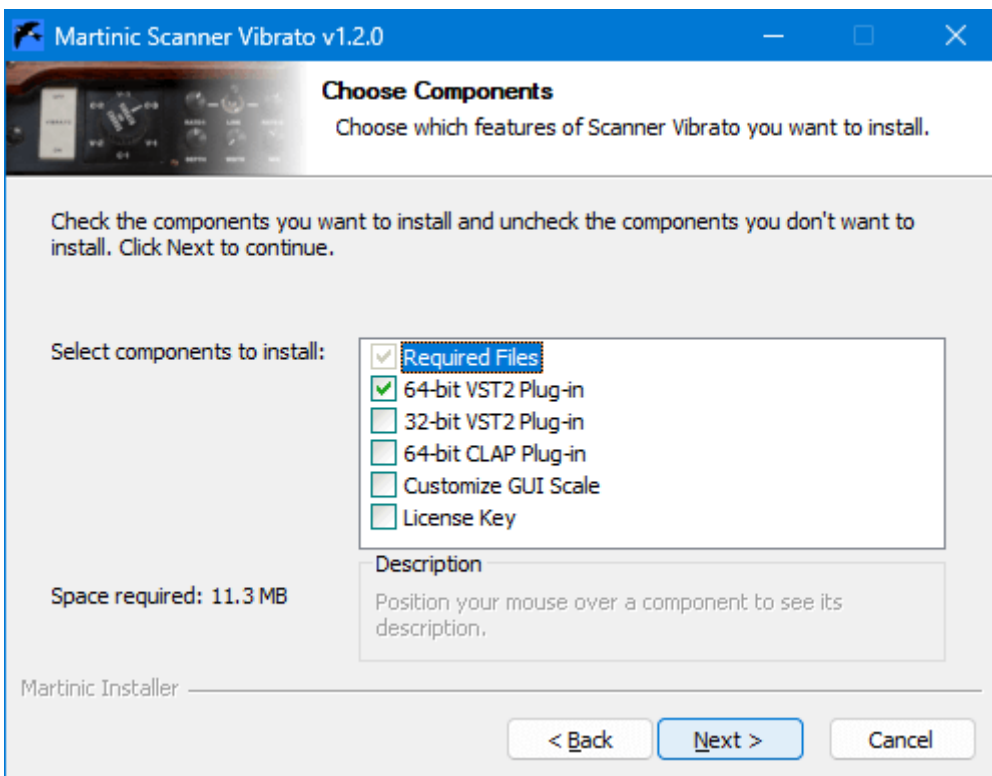 Martinic Scanner Vibrato v1.2.0
Choose Components
Choose which features of Scanner Vibrato you want to install.
Check the components you want to install and uncheck the components you don't want to
install. Click Next to continue.
Select components to install:
Required Files
64-bit VST2 Plug-in
32-bit VST2 Plug-in
64-bit CLAP Plug-in
Customize GUI Scale
License Key
Space required: 11.3 MB
Description
Position your mouse over a component to see its
description.
Martinic Installer
< Back
Next >
Cancel